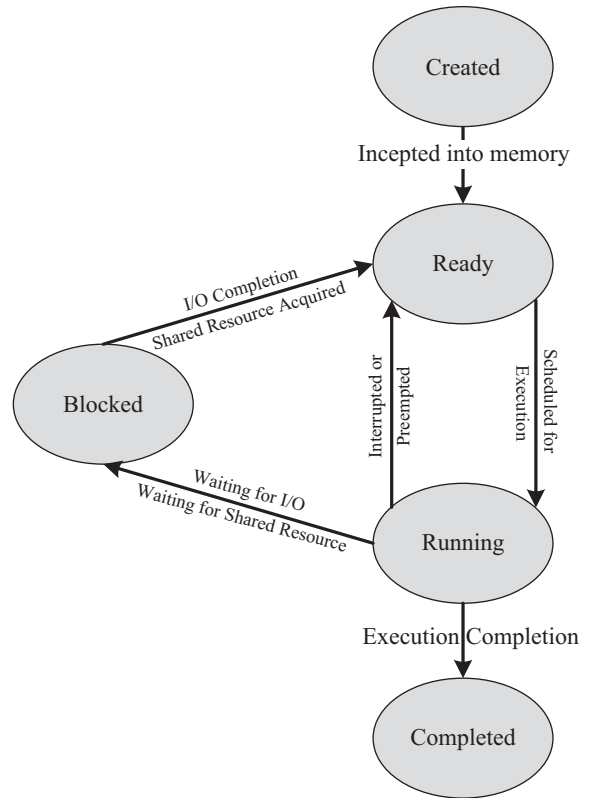 Created
Incepted into memory
Ready
I/O Completion
Shared Resource Acquired
Blocked
Interrupted or
Preempted
Scheduled for
Execution
Waiting for I/O
Waiting for Shared Resource
Running
Execution Completion
Completed